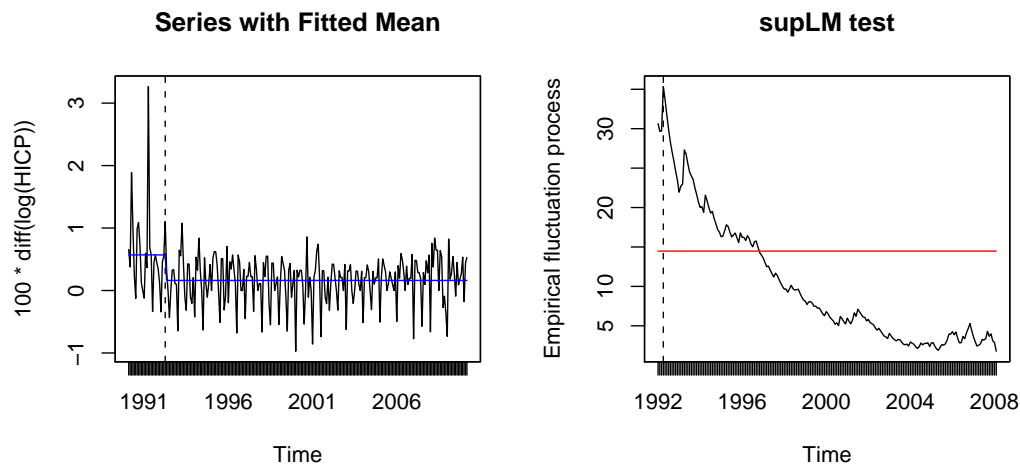 Series with Fitted Mean
100 * diff(log(HICP))
3
2
1
0
−1
1991 1996 2001 2006
Time
supLM test
Empirical fluctuation process
30
20
10
5
1992 1996 2000 2004 2008
Time